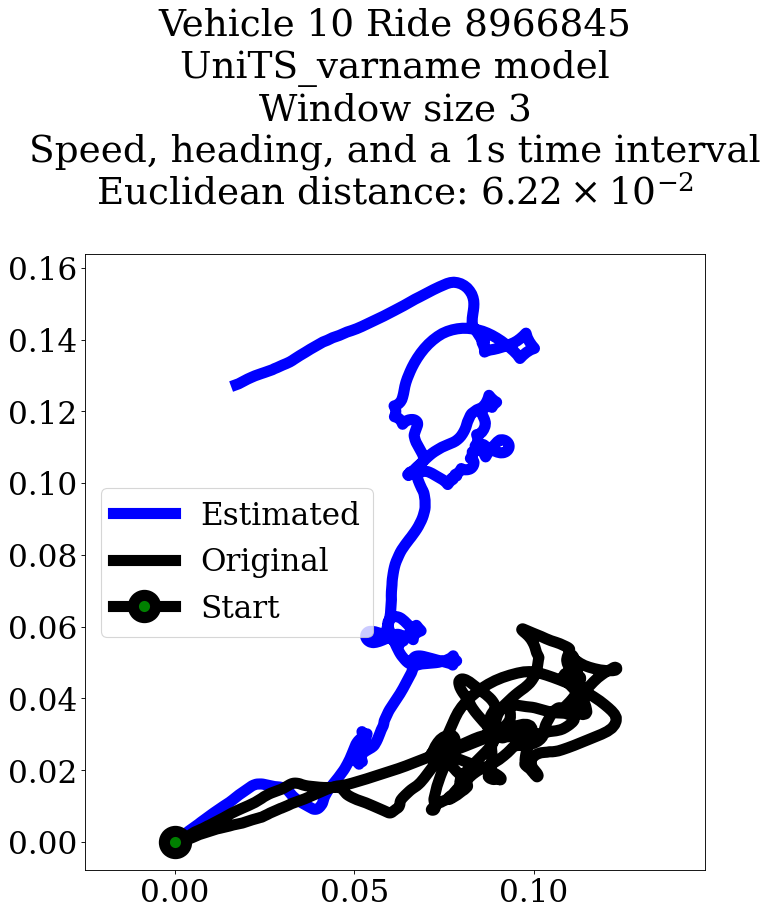 Vehicle 10 Ride 8966845
UniTS_varname model
Window size 3
Speed, heading, and a 1s time interval
Euclidean distance: 6.22 × 10⁻²
0.16
0.14
0.12
0.10
0.08
0.06
0.04
0.02
0.00
Estimated
Original
Start
0.00 0.05 0.10